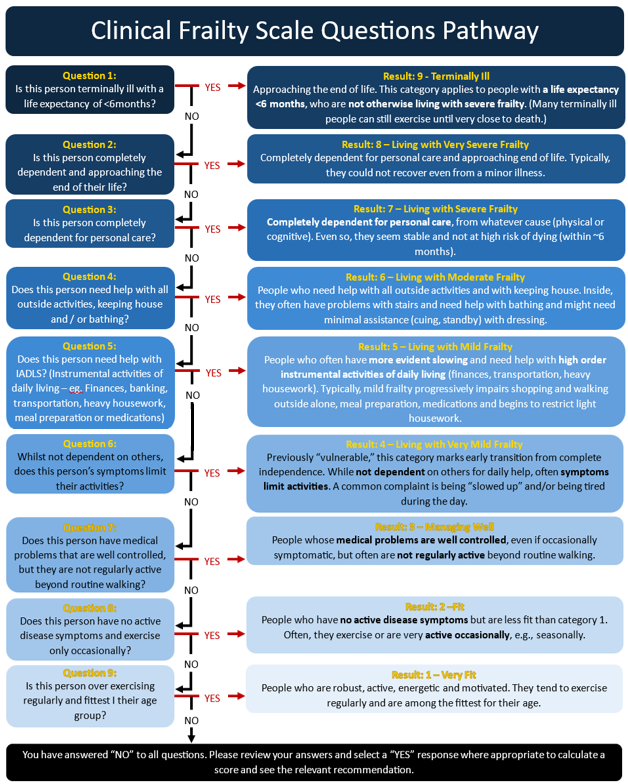 Clinical Frailty Scale Questions Pathway
Question 1:
Is this person terminally ill with a
life expectancy of <6months?
YES
Result: 9 - Terminally Ill
Approaching the end of life. This category applies to people with a life expectancy
<6 months, who are not otherwise living with severe frailty. (Many terminally ill
people can still exercise until very close to death.)
NO
Question 2:
Is this person completely
dependent and approaching the
end of their life?
YES
Result: 8 – Living with Very Severe Frailty
Completely dependent for personal care and approaching end of life. Typically,
they could not recover even from a minor illness.
NO
Question 3:
Is this person completely
dependent for personal care?
YES
Result: 7 – Living with Severe Frailty
Completely dependent for personal care, from whatever cause (physical or
cognitive). Even so, they seem stable and not at high risk of dying (within ~6
months).
NO
Question 4:
Does this person need help with all
outside activities, keeping house
and / or bathing?
YES
Result: 6 – Living with Moderate Frailty
People who need help with all outside activities and with keeping house. Inside,
they often have problems with stairs and need help with bathing and might need
minimal assistance (cuing, standby) with dressing.
NO
Question 5:
Does this person need help with
IADLS? (Instrumental activities of
daily living – eg. Finances, banking,
transportation, heavy housework,
meal preparation or medications)
YES
Result: 5 – Living with Mild Frailty
People who often have more evident slowing and need help with high order
instrumental activities of daily living (finances, transportation, heavy
housework). Typically, mild frailty progressively impairs shopping and walking
outside alone, meal preparation, medications and begins to restrict light
housework.
NO
Question 6:
Whilst not dependent on others,
does this person's symptoms limit
their activities?
YES
Result: 4 – Living with Very Mild Frailty
Previously "vulnerable," this category marks early transition from complete
independence. While not dependent on others for daily help, often symptoms
limit activities. A common complaint is being "slowed up" and/or being tired
during the day.
NO
Question 7:
Does this person have medical
problems that are well controlled,
but they are not regularly active
beyond routine walking?
YES
Result: 3 – Managing Well
People whose medical problems are well controlled, even if occasionally
symptomatic, but often are not regularly active beyond routine walking.
NO
Question 8:
Does this person have no active
disease symptoms and exercise
only occasionally?
YES
Result: 2 –Fit
People who have no active disease symptoms but are less fit than category 1.
Often, they exercise or are very active occasionally, e.g., seasonally.
NO
Question 9:
Is this person over exercising
regularly and fittest I their age
group?
YES
Result: 1 – Very Fit
People who are robust, active, energetic and motivated. They tend to exercise
regularly and are among the fittest for their age.
NO
You have answered "NO" to all questions. Please review your answers and select a "YES" response where appropriate to calculate a
score and see the relevant recommendation.